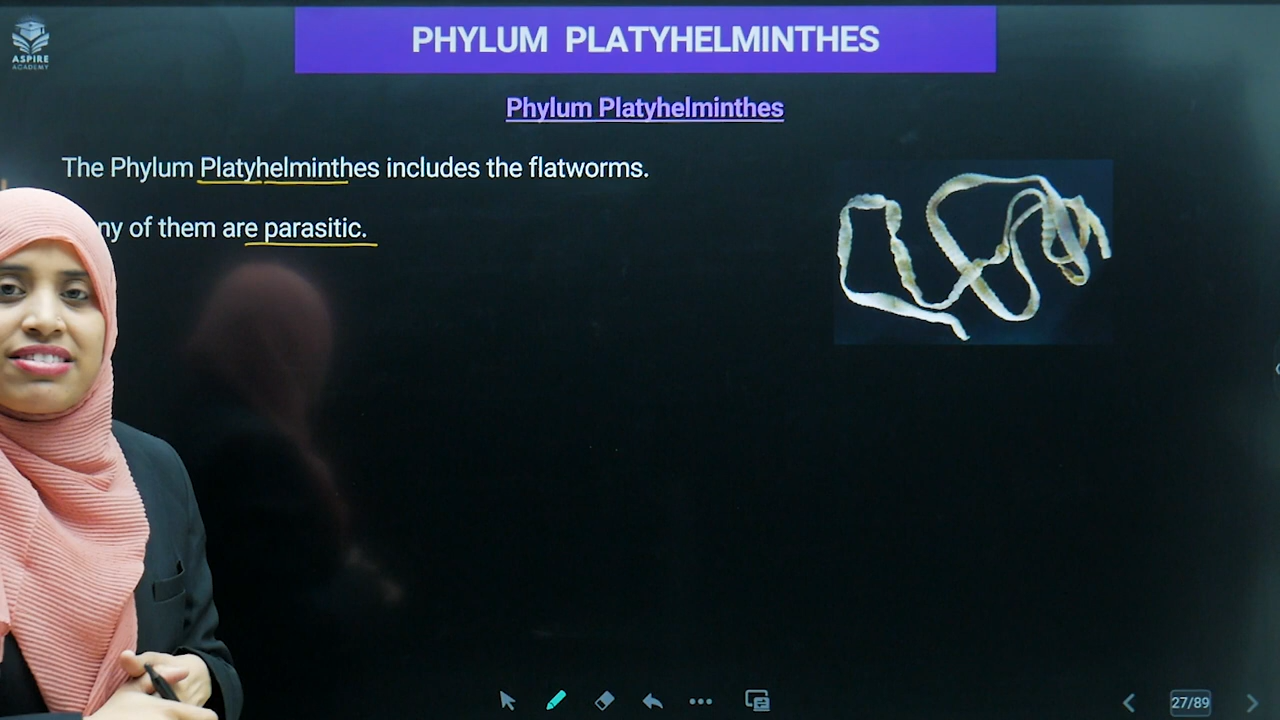 ASPIRE
ACADEMY
PHYLUM PLATYHELMINTHES
Phylum Platyhelminthes
The Phylum Platyhelminthes includes the flatworms.
ny of them are parasitic.
27/89